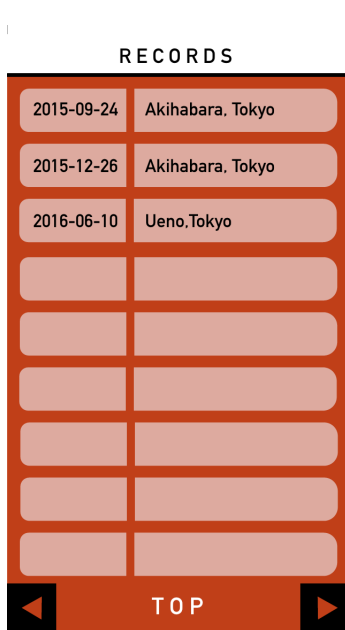 RECORDS
2015-09-24 Akihabara, Tokyo
2015-12-26 Akihabara, Tokyo
2016-06-10 Ueno,Tokyo
TOP